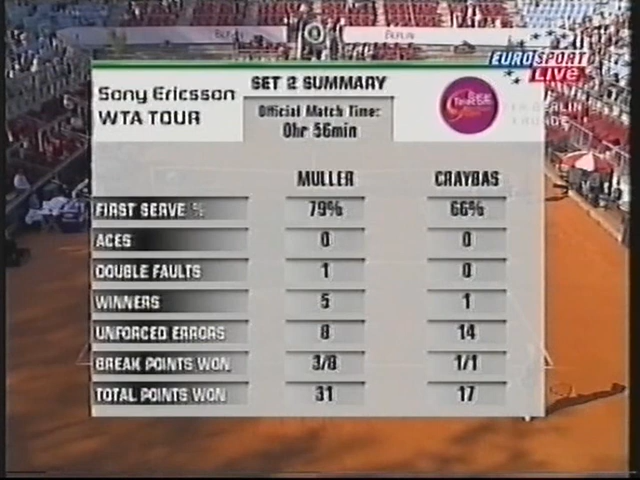 EUROSPORT
LIVE
Sony Ericsson
WTA TOUR
SET 2 SUMMARY
Official Match Time:
0hr 56min
MULLER CRAYBAS
FIRST SERVE % 79% 66%
ACES 0 0
DOUBLE FAULTS 1 0
WINNERS 5 1
UNFORCED ERRORS 8 14
BREAK POINTS WON 3/8 1/1
TOTAL POINTS WON 31 17